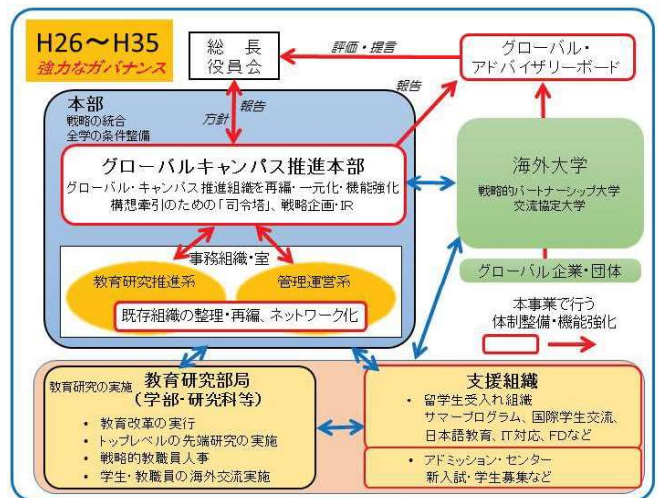 H26～H35
強力なガバナンス
総 長
役員会
評価・提言
グローバル・
アドバイザリーボード
報告
方針
報告
本部
戦略の統合
全学の条件整備
グローバルキャンパス推進本部
グローバル・キャンパス推進組織を再編・一元化・機能強化
構想牽引のための「司令塔」、戦略企画・IR
海外大学
戦略的パートナーシップ大学
交流協定大学
グローバル企業・団体
事務組織・室
教育研究推進系
管理運営系
既存組織の整理・再編、ネットワーク化
本事業で行う
体制整備・機能強化
教育研究の実施
教育研究部局
(学部・研究科等)
• 教育改革の実行
• トップレベルの先端研究の実施
• 戦略的教職員人事
• 学生・教職員の海外交流実施
支援組織
• 留学生受入れ組織
サマープログラム、国際学生交流、
日本語教育、IT対応、FDなど
• アドミッション・センター
新入試・学生募集など